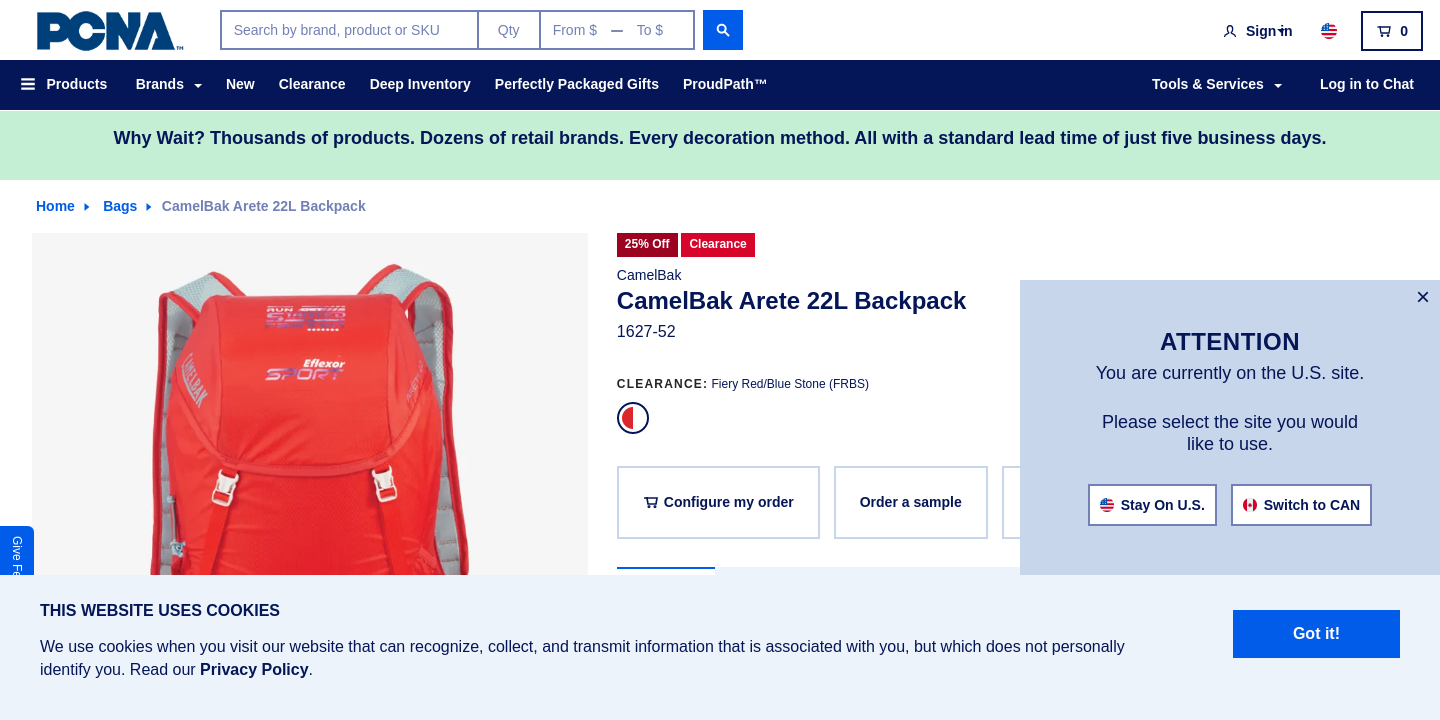 PCNA™
Search by brand, product or SKU
Qty
From $ — To $
Sign in
0
Products
Brands
New
Clearance
Deep Inventory
Perfectly Packaged Gifts
ProudPath™
Tools & Services
Log in to Chat
Why Wait? Thousands of products. Dozens of retail brands. Every decoration method. All with a standard lead time of just five business days.
Home
Bags
CamelBak Arete 22L Backpack
25% Off
Clearance
CamelBak
CamelBak Arete 22L Backpack
1627-52
CLEARANCE: Fiery Red/Blue Stone (FRBS)
Configure my order
Order a sample
RUN
Eflexor
SPORT
CAMELBAK
ATTENTION
You are currently on the U.S. site.
Please select the site you would
like to use.
Stay On U.S.
Switch to CAN
Give Fe
THIS WEBSITE USES COOKIES
We use cookies when you visit our website that can recognize, collect, and transmit information that is associated with you, but which does not personally
identify you. Read our Privacy Policy.
Got it!